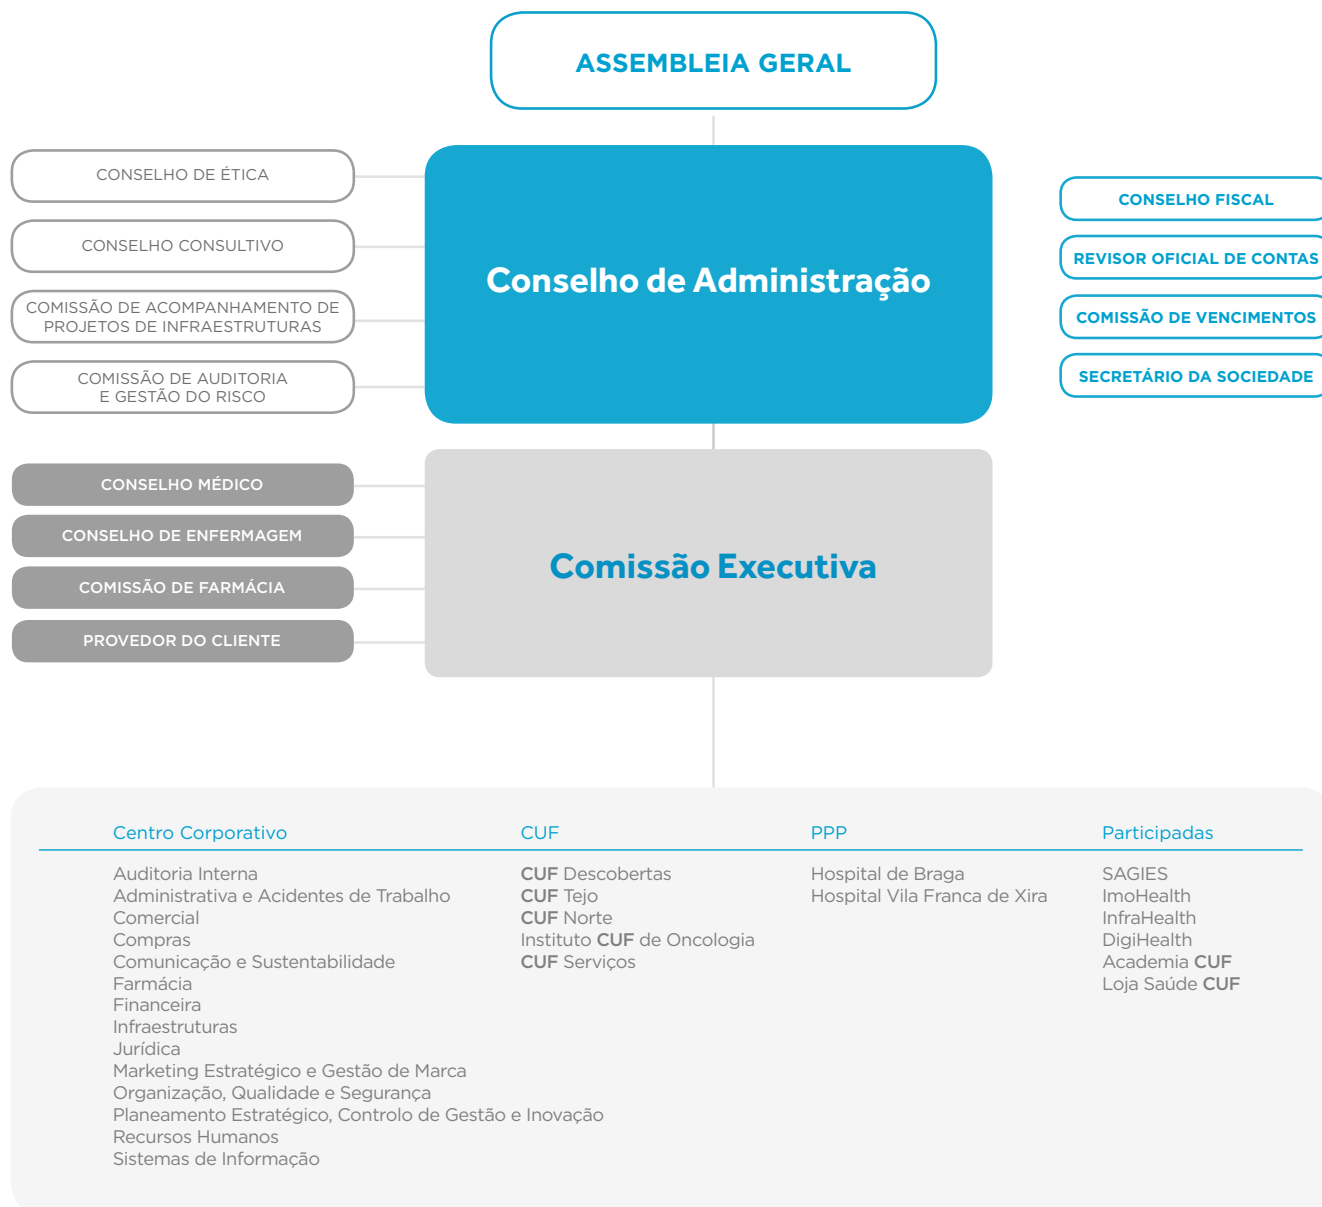 ASSEMBLEIA GERAL
CONSELHO DE ÉTICA
CONSELHO CONSULTIVO
COMISSÃO DE ACOMPANHAMENTO DE
PROJETOS DE INFRAESTRUTURAS
COMISSÃO DE AUDITORIA
E GESTÃO DO RISCO
Conselho de Administração
CONSELHO FISCAL
REVISOR OFICIAL DE CONTAS
COMISSÃO DE VENCIMENTOS
SECRETÁRIO DA SOCIEDADE
CONSELHO MÉDICO
CONSELHO DE ENFERMAGEM
COMISSÃO DE FARMÁCIA
PROVEDOR DO CLIENTE
Comissão Executiva
Centro Corporativo
Auditoria Interna
Administrativa e Acidentes de Trabalho
Comercial
Compras
Comunicação e Sustentabilidade
Farmácia
Financeira
Infraestruturas
Jurídica
Marketing Estratégico e Gestão de Marca
Organização, Qualidade e Segurança
Planeamento Estratégico, Controlo de Gestão e Inovação
Recursos Humanos
Sistemas de Informação
CUF
CUF Descobertas
CUF Tejo
CUF Norte
Instituto CUF de Oncologia
CUF Serviços
PPP
Hospital de Braga
Hospital Vila Franca de Xira
Participadas
SAGIES
ImoHealth
InfraHealth
DigiHealth
Academia CUF
Loja Saúde CUF